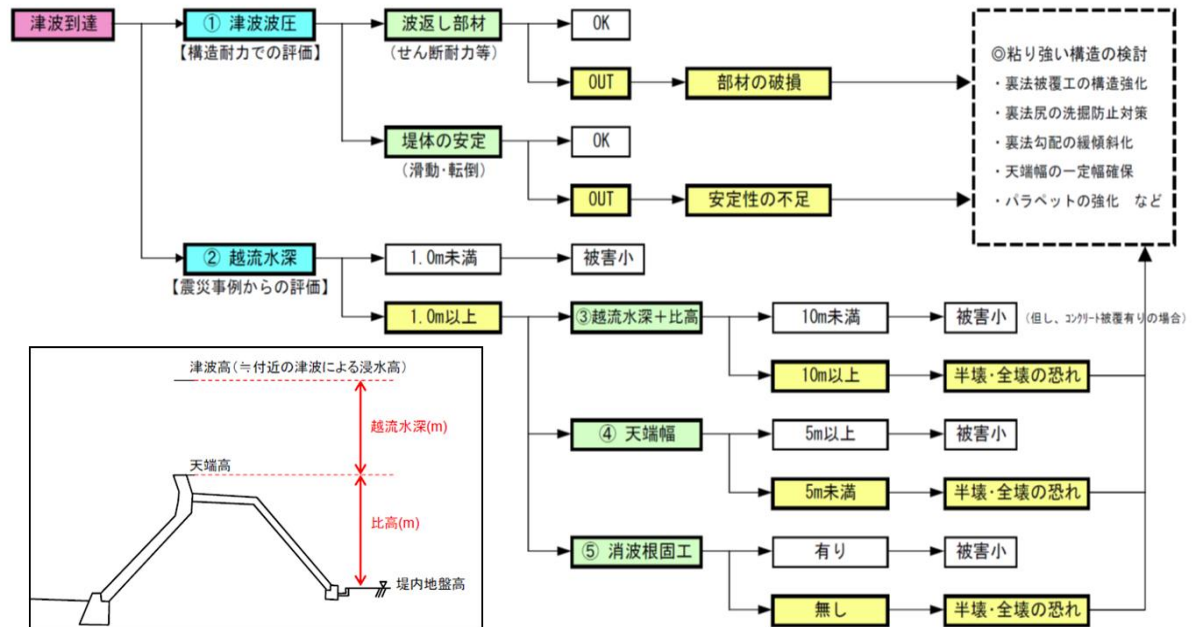 津波到達
① 津波波圧
【構造耐力での評価】
波返し部材
(せん断耐力等)
OK
OUT
部材の破損
堤体の安定
(滑動・転倒)
OK
OUT
安定性の不足
◎粘り強い構造の検討
・裏法被覆工の構造強化
・裏法尻の洗掘防止対策
・裏法勾配の緩傾斜化
・天端幅の一定幅確保
・パラペットの強化 など
② 越流水深
【震災事例からの評価】
1.0m未満
被害小
1.0m以上
③越流水深+比高
10m未満
被害小
(但し、コンクリート被覆有りの場合)
10m以上
半壊・全壊の恐れ
④ 天端幅
5m以上
被害小
5m未満
半壊・全壊の恐れ
⑤ 消波根固工
有り
被害小
無し
半壊・全壊の恐れ
津波高(≒付近の津波による浸水高)
越流水深(m)
天端高
比高(m)
堤内地盤高